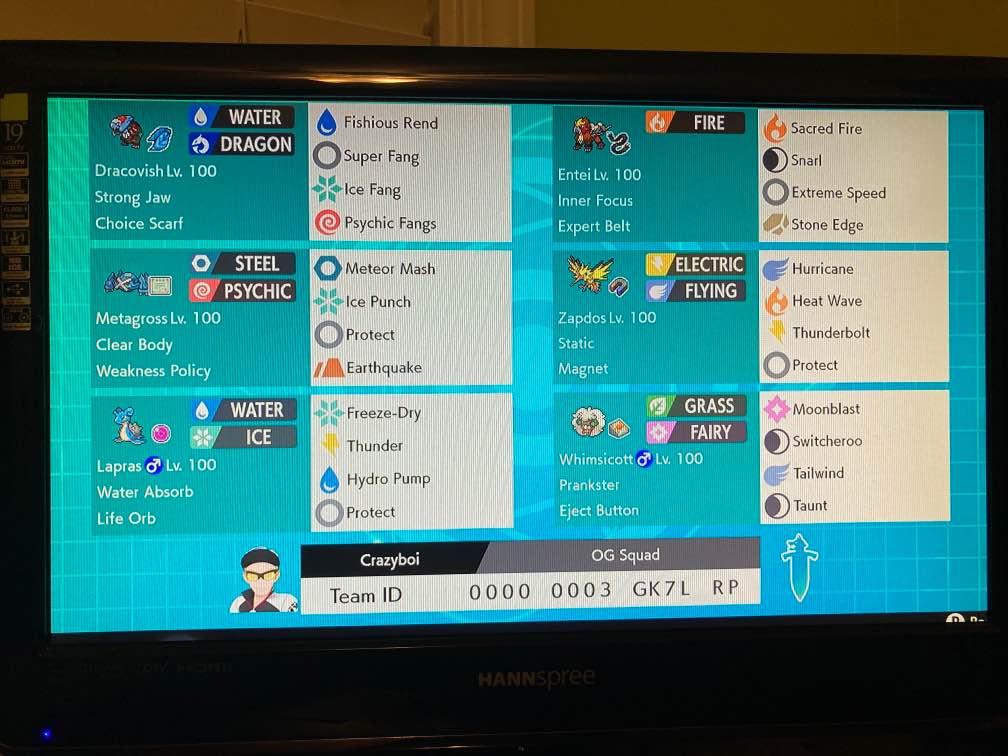 WATER
DRAGON
Dracovish Lv. 100
Strong Jaw
Choice Scarf
Fishious Rend
Super Fang
Ice Fang
Psychic Fangs
FIRE
Entei Lv. 100
Inner Focus
Expert Belt
Sacred Fire
Snarl
Extreme Speed
Stone Edge
STEEL
PSYCHIC
Metagross Lv. 100
Clear Body
Weakness Policy
Meteor Mash
Ice Punch
Protect
Earthquake
ELECTRIC
FLYING
Zapdos Lv. 100
Static
Magnet
Hurricane
Heat Wave
Thunderbolt
Protect
WATER
ICE
Lapras ♂ Lv. 100
Water Absorb
Life Orb
Freeze-Dry
Thunder
Hydro Pump
Protect
GRASS
FAIRY
Whimsicott ♂ Lv. 100
Prankster
Eject Button
Moonblast
Switcheroo
Tailwind
Taunt
Crazyboi
OG Squad
Team ID 0000 0003 GK7L RP
HANNspree
19